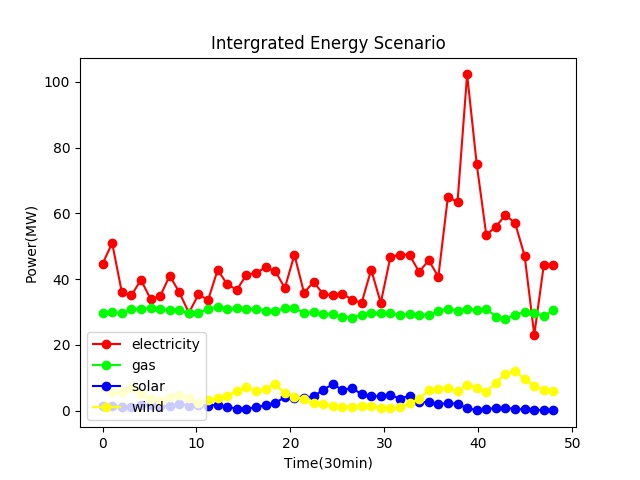 Intergrated Energy Scenario
Power(MW)
100
80
60
40
20
0
electricity
gas
solar
wind
0 10 20 30 40 50
Time(30min)